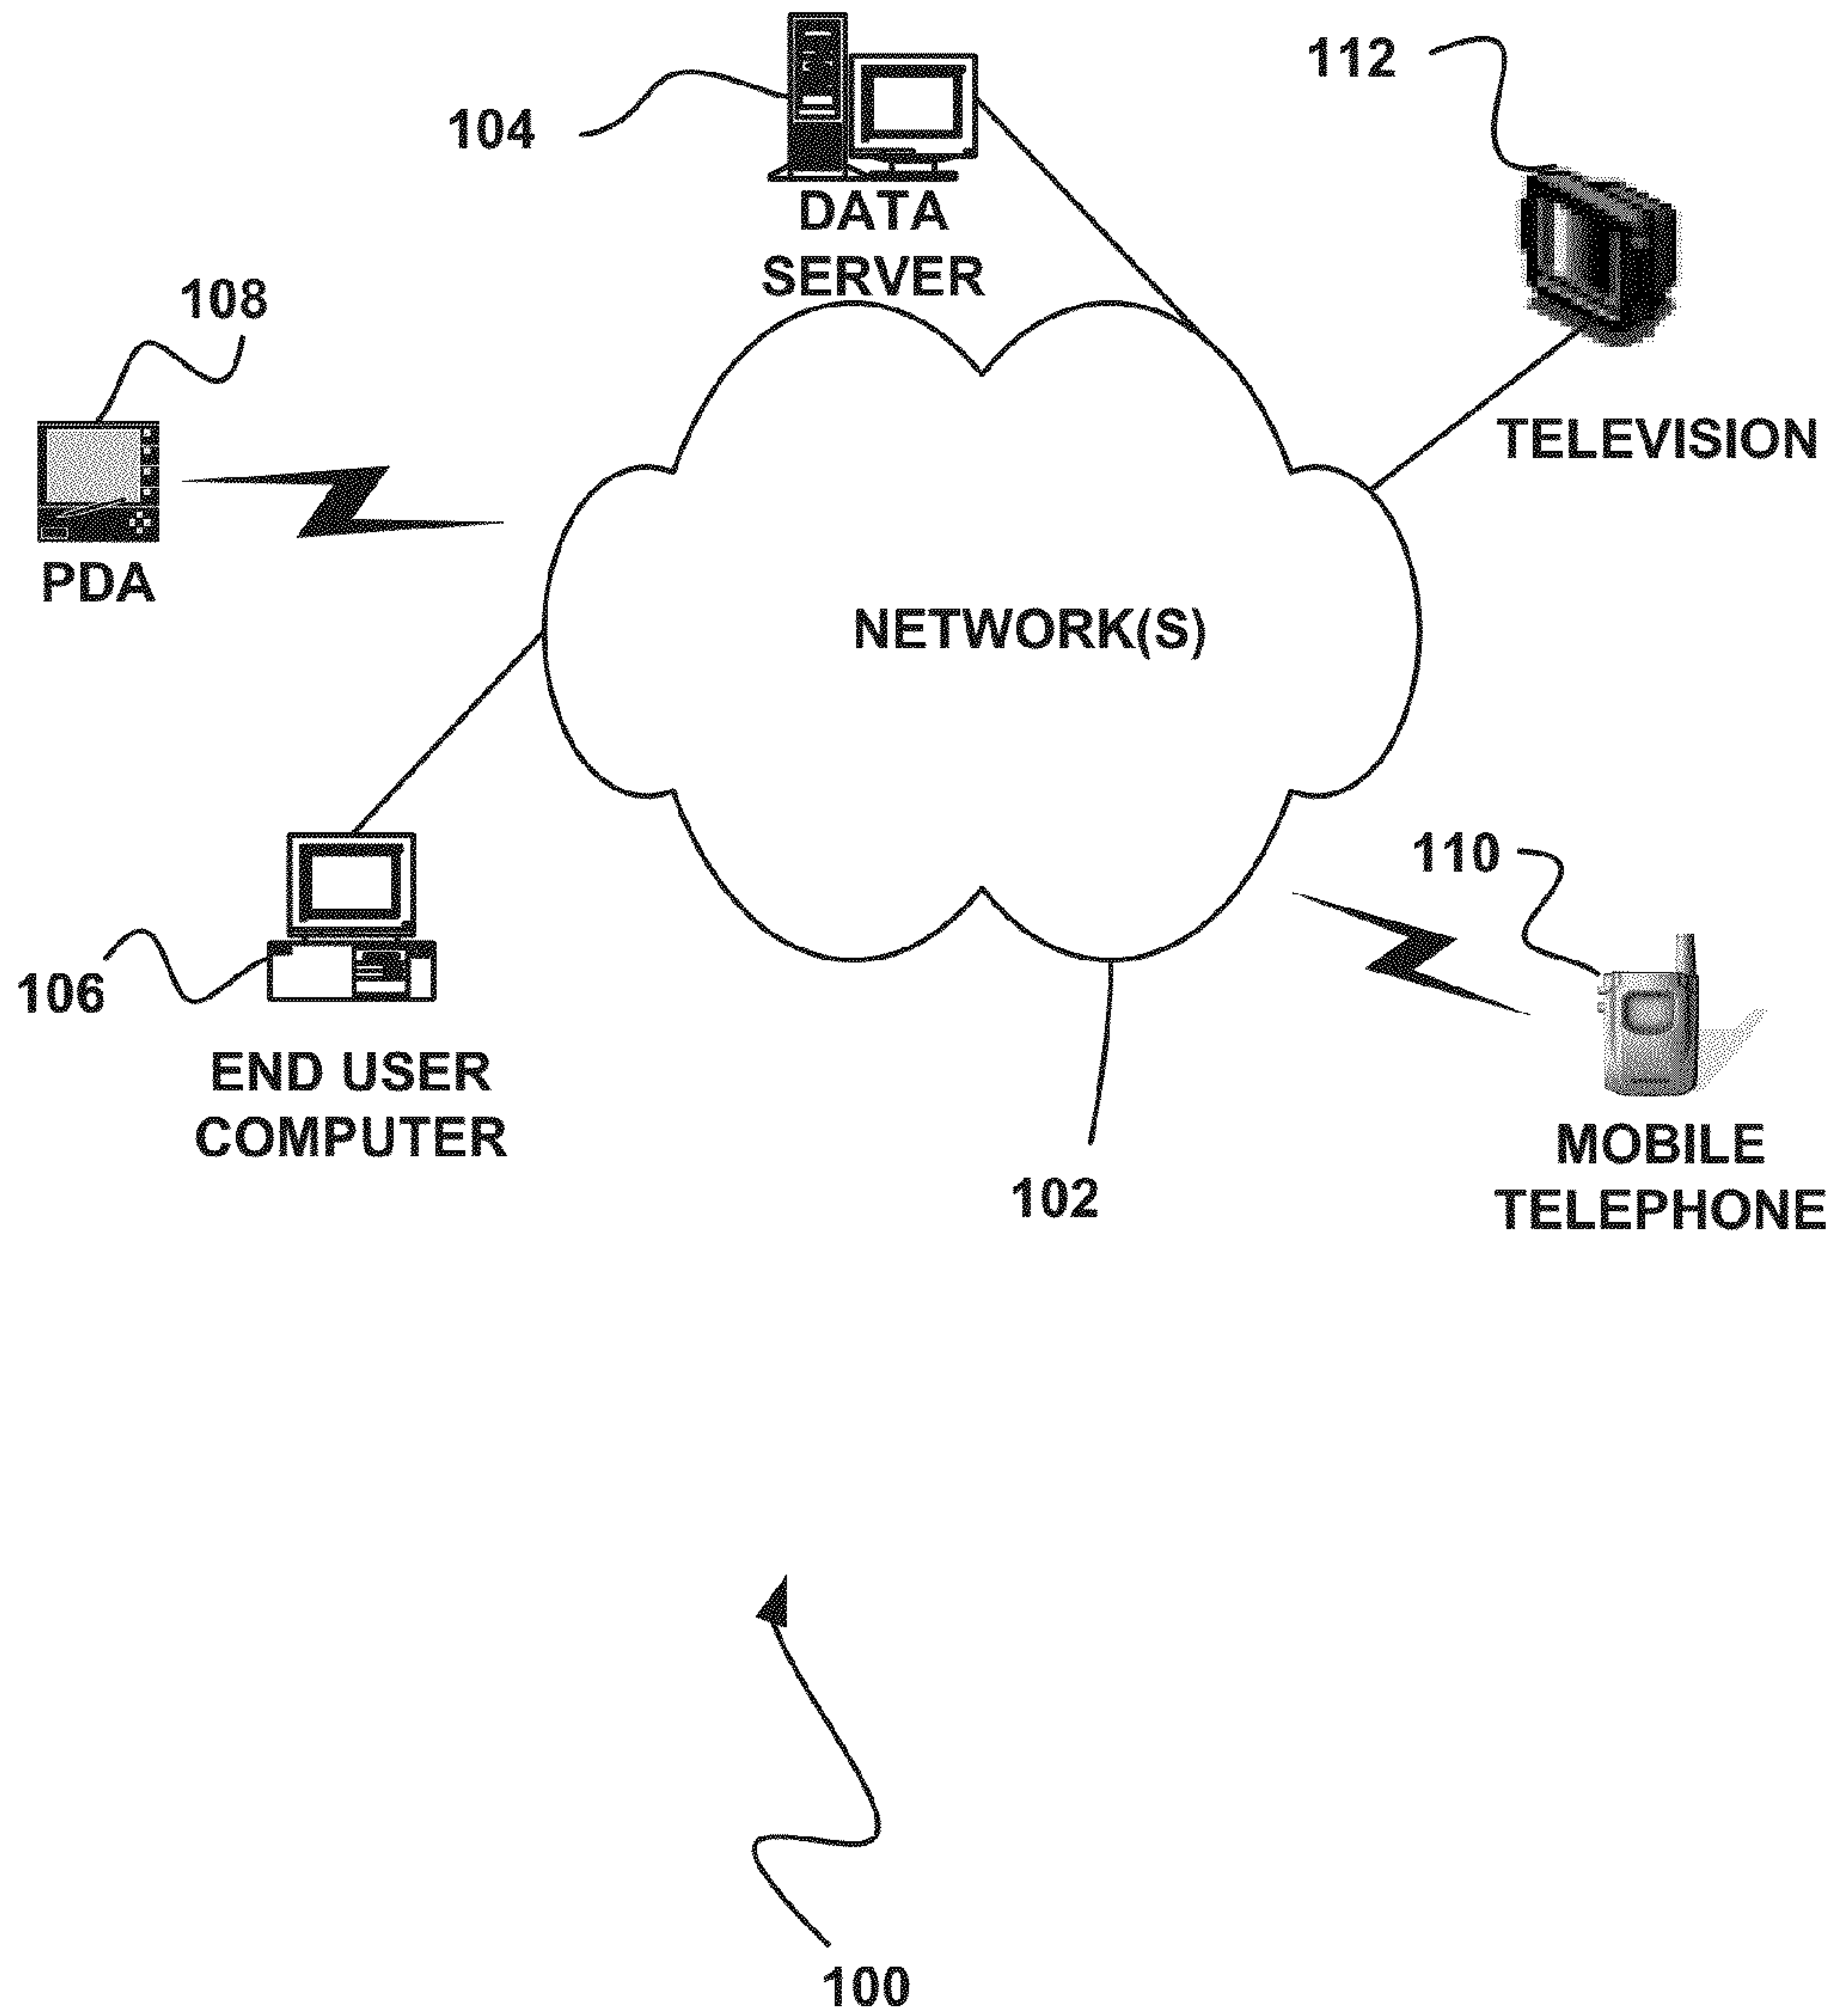 104
112
DATA
SERVER
108
TELEVISION
PDA
NETWORK(S)
110
106
END USER
COMPUTER
102
MOBILE
TELEPHONE
100